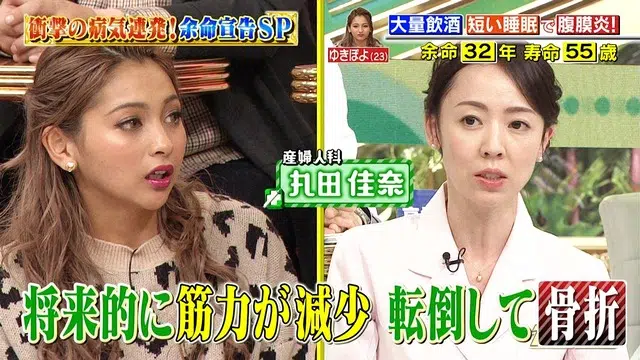 衝撃の病気連発!余命宣告SP
ゆきぽよ(23)
大量飲酒 短い睡眠で腹膜炎!
余命32年 寿命55歳
産婦人科
丸田佳奈
将来的に筋力が減少 転倒して骨折